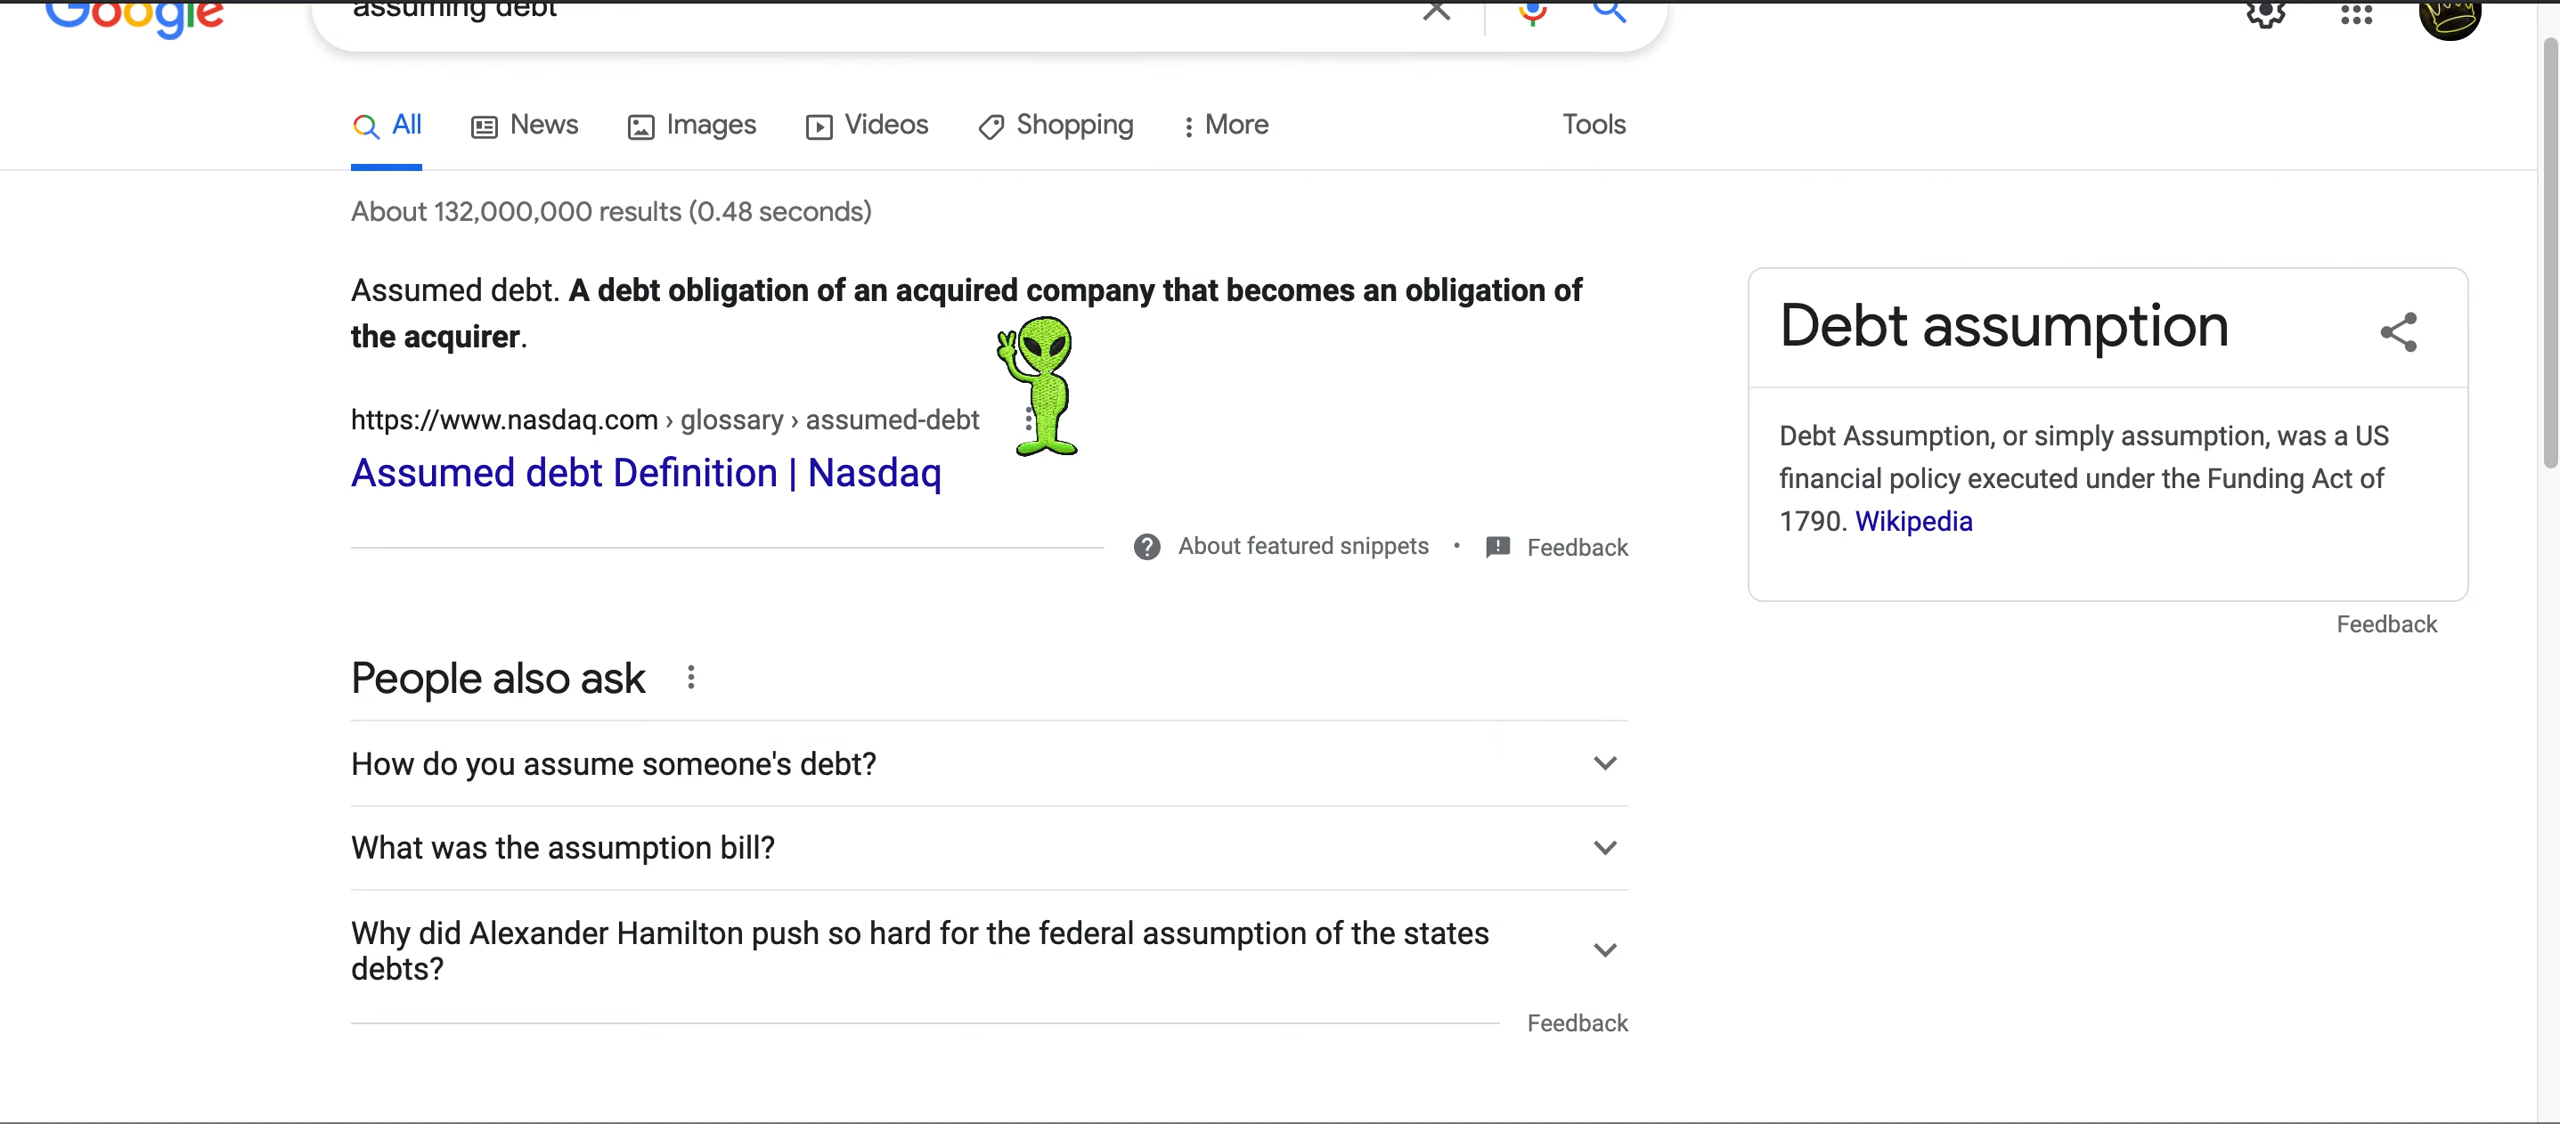 Google
assuming debt
All News Images Videos Shopping More Tools
About 132,000,000 results (0.48 seconds)
Assumed debt. A debt obligation of an acquired company that becomes an obligation of
the acquirer.
https://www.nasdaq.com › glossary › assumed-debt
Assumed debt Definition | Nasdaq
About featured snippets • Feedback
People also ask
How do you assume someone's debt?
What was the assumption bill?
Why did Alexander Hamilton push so hard for the federal assumption of the states
debts?
Feedback
Debt assumption
Debt Assumption, or simply assumption, was a US
financial policy executed under the Funding Act of
1790. Wikipedia
Feedback